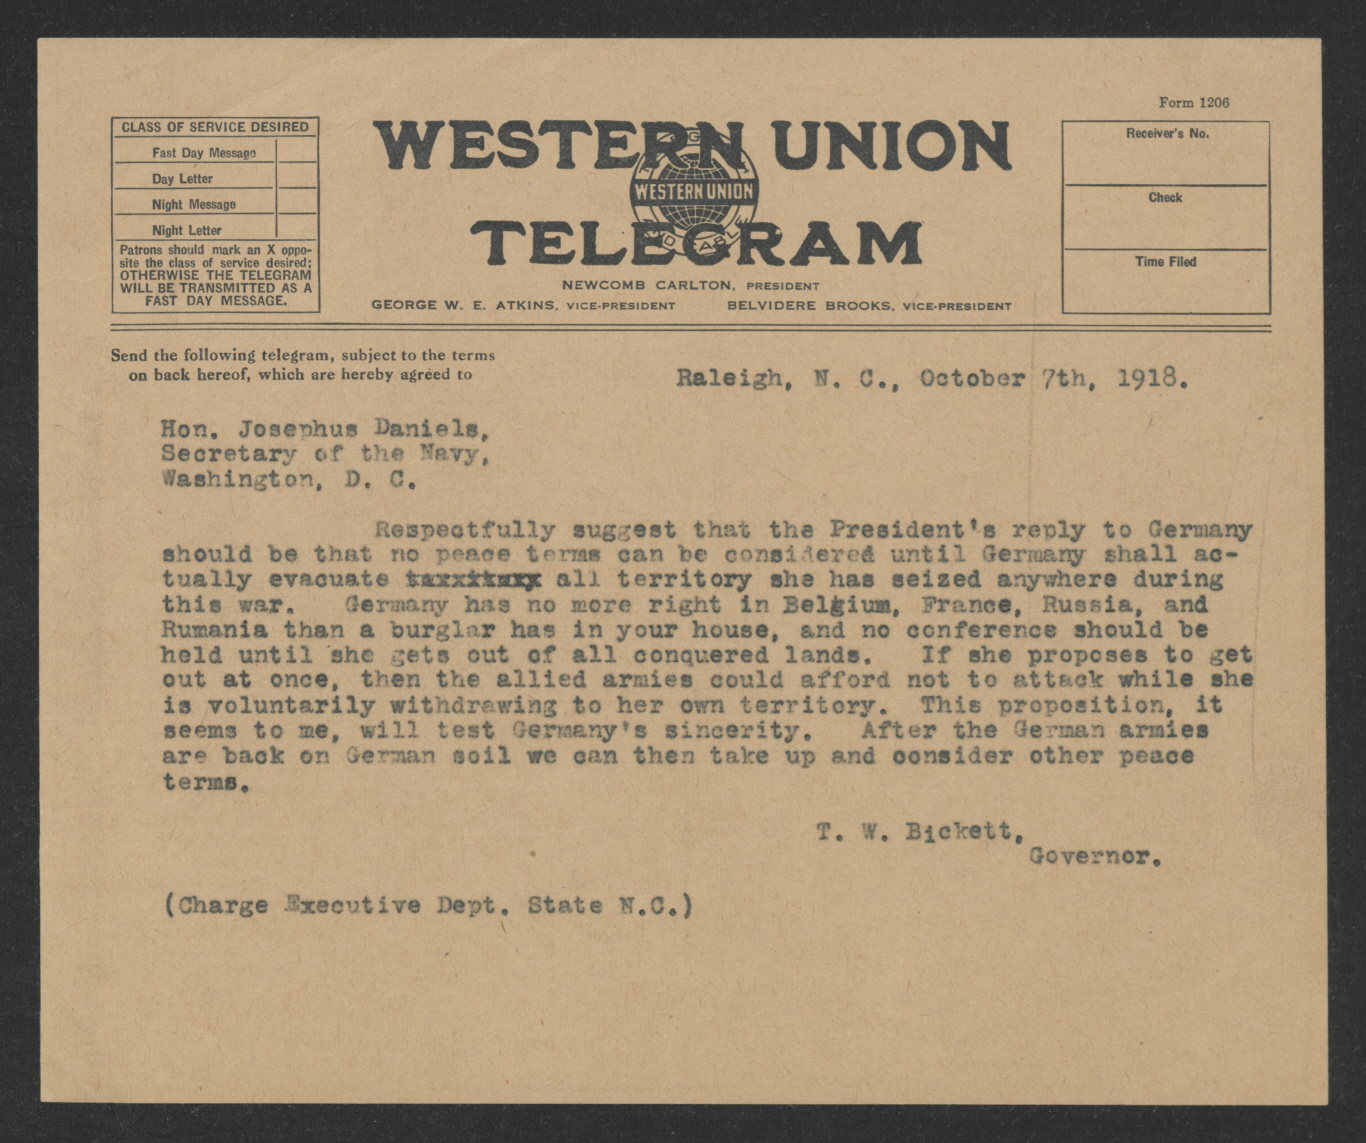 Form 1206
CLASS OF SERVICE DESIRED
Fast Day Message
Day Letter
Night Message
Night Letter
Patrons should mark an X oppo-
site the class of service desired;
OTHERWISE THE TELEGRAM
WILL BE TRANSMITTED AS A
FAST DAY MESSAGE.
WESTERN UNION
WESTERN UNION
TELEGRAM
NEWCOMB CARLTON, PRESIDENT
GEORGE W. E. ATKINS, VICE-PRESIDENT BELVIDERE BROOKS, VICE-PRESIDENT
Receiver's No.
Check
Time Filed
Send the following telegram, subject to the terms
on back hereof, which are hereby agreed to
Raleigh, N. C., October 7th, 1918.
Hon. Josephus Daniels,
Secretary of the Navy,
Washington, D. C.
Respectfully suggest that the President's reply to Germany
should be that no peace terms can be considered until Germany shall ac-
tually evacuate all territory she has seized anywhere during
this war. Germany has no more right in Belgium, France, Russia, and
Rumania than a burglar has in your house, and no conference should be
held until she gets out of all conquered lands. If she proposes to get
out at once, then the allied armies could afford not to attack while she
is voluntarily withdrawing to her own territory. This proposition, it
seems to me, will test Germany's sincerity. After the German armies
are back on German soil we can then take up and consider other peace
terms.
T. W. Bickett,
Governor.
(Charge Executive Dept. State N.C.)